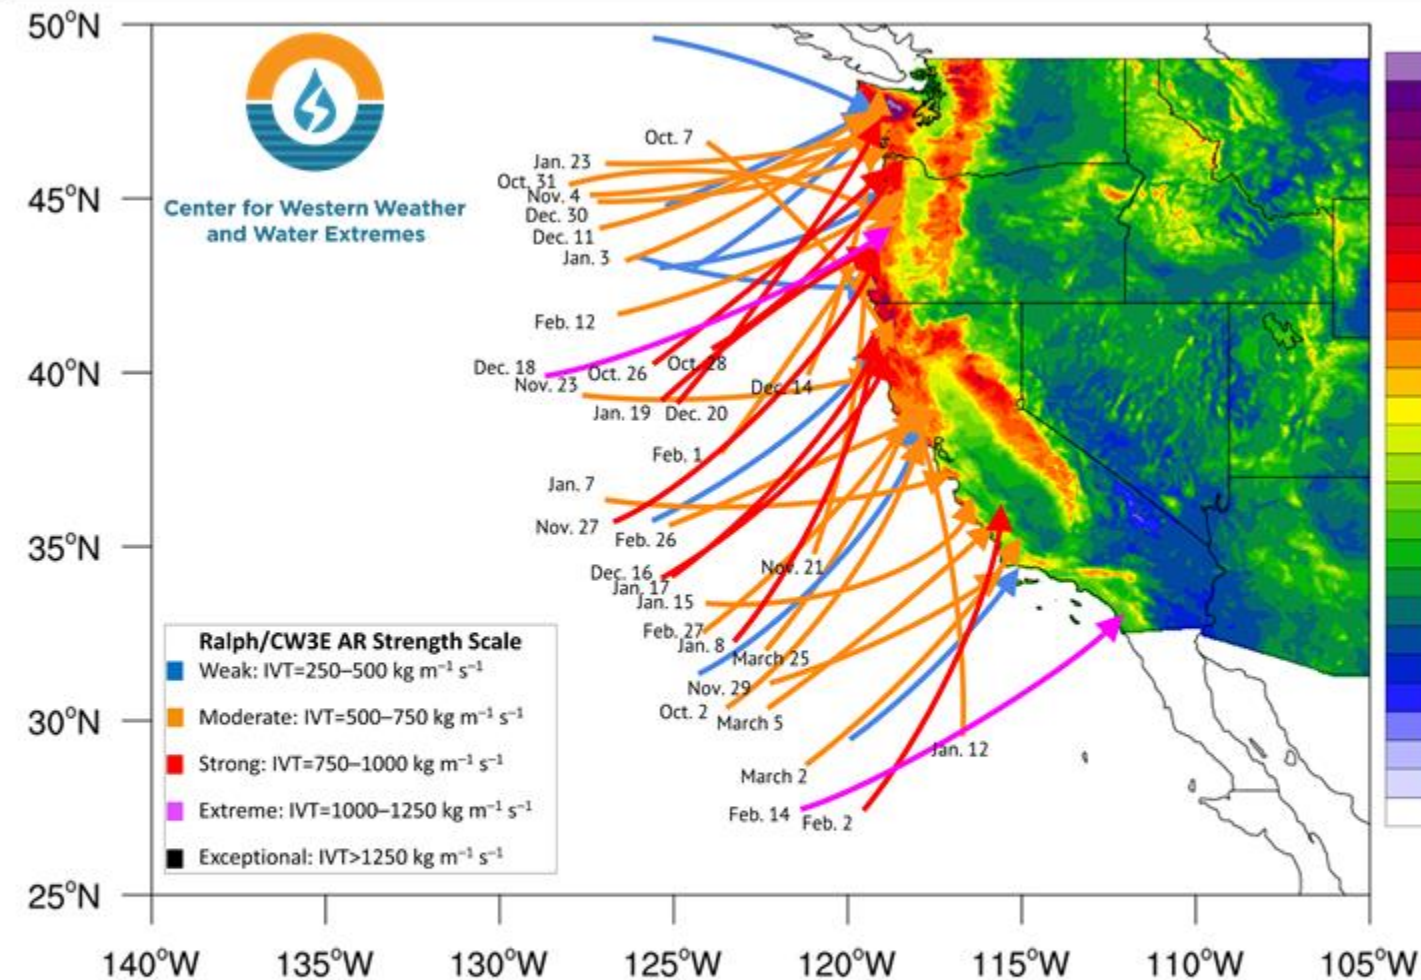 50°N
45°N
40°N
35°N
30°N
25°N
Center for Western Weather
and Water Extremes
Oct. 7
Jan. 23
Oct. 31
Nov. 4
Dec. 30
Dec. 11
Jan. 3
Feb. 12
Dec. 18
Nov. 23
Oct. 26
Oct. 28
Dec. 14
Jan. 19
Dec. 20
Feb. 1
Jan. 7
Nov. 27
Feb. 26
Nov. 21
Dec. 16
Jan. 17
Jan. 15
Feb. 27
Jan. 8
March 25
Nov. 29
Oct. 2
March 5
Jan. 12
March 2
Feb. 14
Feb. 2
Ralph/CW3E AR Strength Scale
Weak: IVT=250–500 kg m⁻¹ s⁻¹
Moderate: IVT=500–750 kg m⁻¹ s⁻¹
Strong: IVT=750–1000 kg m⁻¹ s⁻¹
Extreme: IVT=1000–1250 kg m⁻¹ s⁻¹
Exceptional: IVT>1250 kg m⁻¹ s⁻¹
140°W 135°W 130°W 125°W 120°W 115°W 110°W 105°W